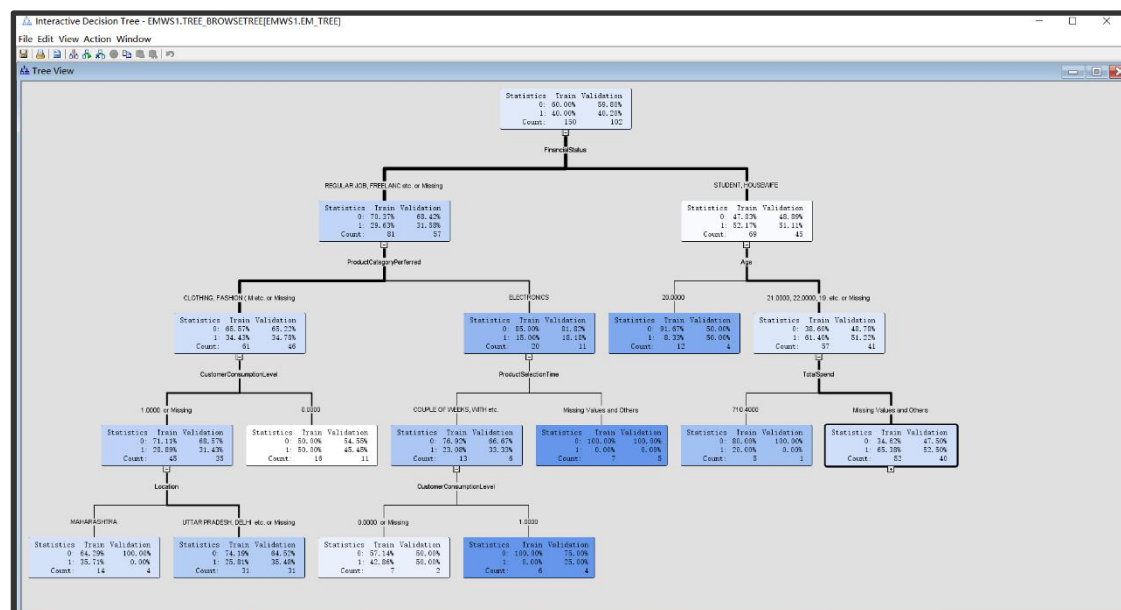 Interactive Decision Tree - EMWS1.TREE_BROWSETREE[EMWS1.EM_TREE]
File Edit View Action Window
Tree View
Statistics Train Validation
0: 60.00% 59.80%
1: 40.00% 40.20%
Count: 150 102
FinancialStatus
REGULAR JOB, FREELANC etc. or Missing
STUDENT, HOUSEWIFE
Statistics Train Validation
0: 70.37% 68.42%
1: 29.63% 31.58%
Count: 81 57
Statistics Train Validation
0: 47.83% 48.89%
1: 52.17% 51.11%
Count: 69 45
ProductCategoryPerferred
Age
CLOTHING, FASHION ( M etc. or Missing
ELECTRONICS
20.0000
21.0000, 22.0000, 19, etc. or Missing
Statistics Train Validation
0: 65.57% 65.22%
1: 34.43% 34.78%
Count: 61 46
Statistics Train Validation
0: 85.00% 81.82%
1: 15.00% 18.18%
Count: 20 11
Statistics Train Validation
0: 91.67% 50.00%
1: 8.33% 50.00%
Count: 12 4
Statistics Train Validation
0: 38.60% 48.78%
1: 61.40% 51.22%
Count: 57 41
CustomerConsumptionLevel
ProductSelectionTime
TotalSpend
1.0000 or Missing
0.0000
COUPLE OF WEEKS, WITH etc.
Missing Values and Others
710.4000
Missing Values and Others
Statistics Train Validation
0: 71.11% 68.57%
1: 28.89% 31.43%
Count: 45 35
Statistics Train Validation
0: 50.00% 54.55%
1: 50.00% 45.45%
Count: 16 11
Statistics Train Validation
0: 76.92% 66.67%
1: 23.08% 33.33%
Count: 13 6
Statistics Train Validation
0: 100.00% 100.00%
1: 0.00% 0.00%
Count: 7 5
Statistics Train Validation
0: 80.00% 100.00%
1: 20.00% 0.00%
Count: 5 1
Statistics Train Validation
0: 34.62% 47.50%
1: 65.38% 52.50%
Count: 52 40
Location
CustomerConsumptionLevel
MAHARASHTRA
UTTAR PRADESH, DELHI etc. or Missing
0.0000 or Missing
1.0000
Statistics Train Validation
0: 64.29% 100.00%
1: 35.71% 0.00%
Count: 14 4
Statistics Train Validation
0: 74.19% 64.52%
1: 25.81% 35.48%
Count: 31 31
Statistics Train Validation
0: 57.14% 50.00%
1: 42.86% 50.00%
Count: 7 2
Statistics Train Validation
0: 100.00% 75.00%
1: 0.00% 25.00%
Count: 6 4